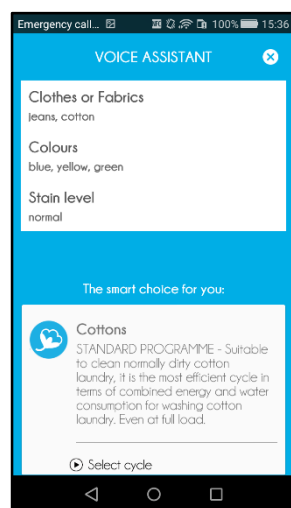 Emergency call... 100% 15:36
VOICE ASSISTANT
Clothes or Fabrics
jeans, cotton
Colours
blue, yellow, green
Stain level
normal
The smart choice for you:
Cottons
STANDARD PROGRAMME - Suitable
to clean normally dirty cotton
laundry, it is the most efficient cycle in
terms of combined energy and water
consumption for washing cotton
laundry. Even at full load.
Select cycle